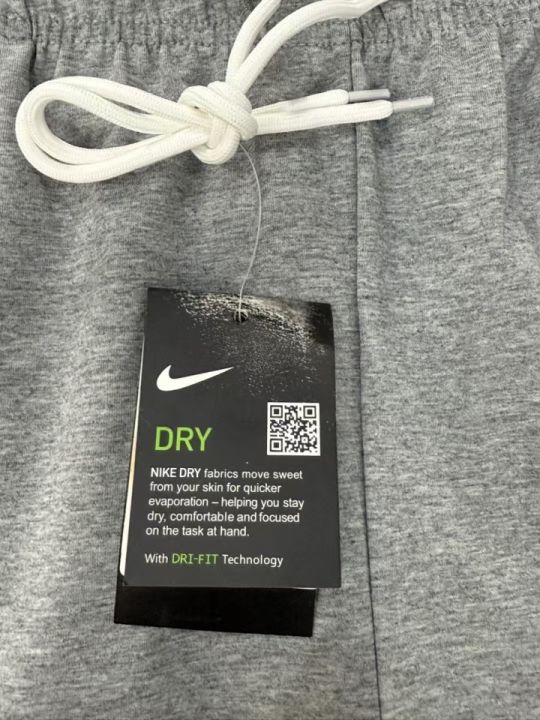 DRY
NIKE DRY fabrics move sweet
from your skin for quicker
evaporation – helping you stay
dry, comfortable and focused
on the task at hand.
With DRI-FIT Technology